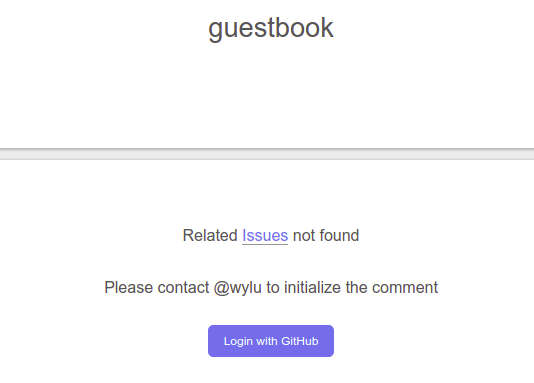 guestbook
Related Issues not found
Please contact @wylu to initialize the comment
Login with GitHub